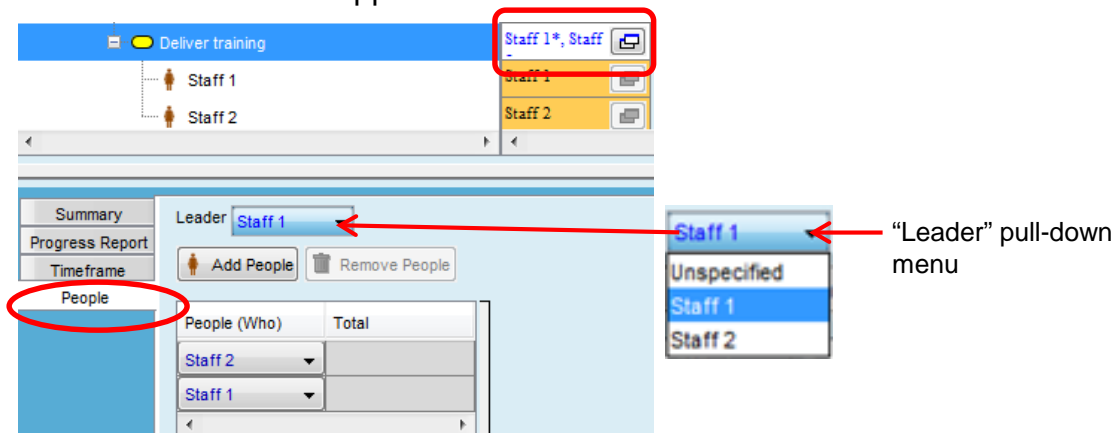 Deliver training
Staff 1*, Staff
Staff 1
Staff 1
Staff 2
Staff 2
Summary
Progress Report
Timeframe
People
Leader
Staff 1
Add People
Remove People
People (Who)
Total
Staff 2
Staff 1
Staff 1
Unspecified
Staff 1
Staff 2
“Leader” pull-down
menu